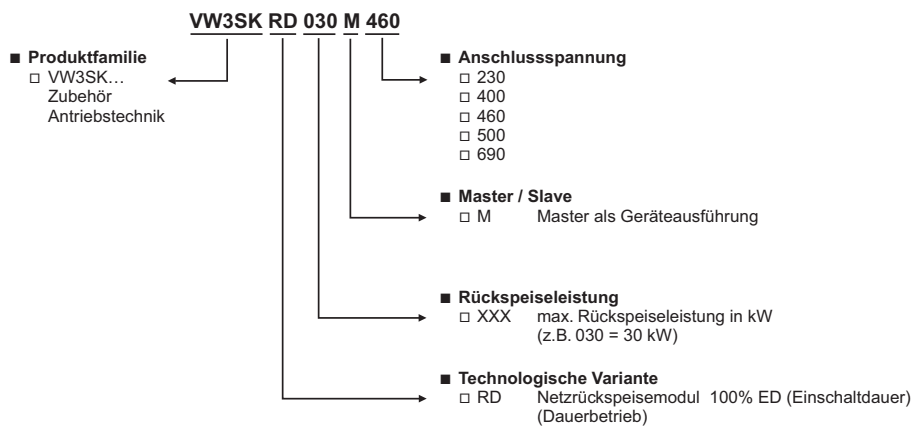 VW3SK RD 030 M 460
■ Produktfamilie
□ VW3SK…
Zubehör
Antriebstechnik
■ Anschlussspannung
□ 230
□ 400
□ 460
□ 500
□ 690
■ Master / Slave
□ M Master als Geräteausführung
■ Rückspeiseleistung
□ XXX max. Rückspeiseleistung in kW
(z.B. 030 = 30 kW)
■ Technologische Variante
□ RD Netzrückspeisemodul 100% ED (Einschaltdauer)
(Dauerbetrieb)